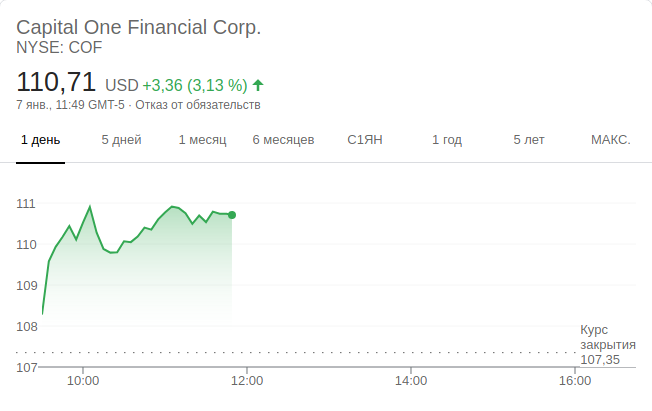 Capital One Financial Corp.
NYSE: COF
110,71 USD +3,36 (3,13 %)
7 янв., 11:49 GMT-5 · Отказ от обязательств
1 день 5 дней 1 месяц 6 месяцев С1ЯН 1 год 5 лет МАКС.
111
110
109
108
107
Курс
закрытия
107,35
10:00 12:00 14:00 16:00